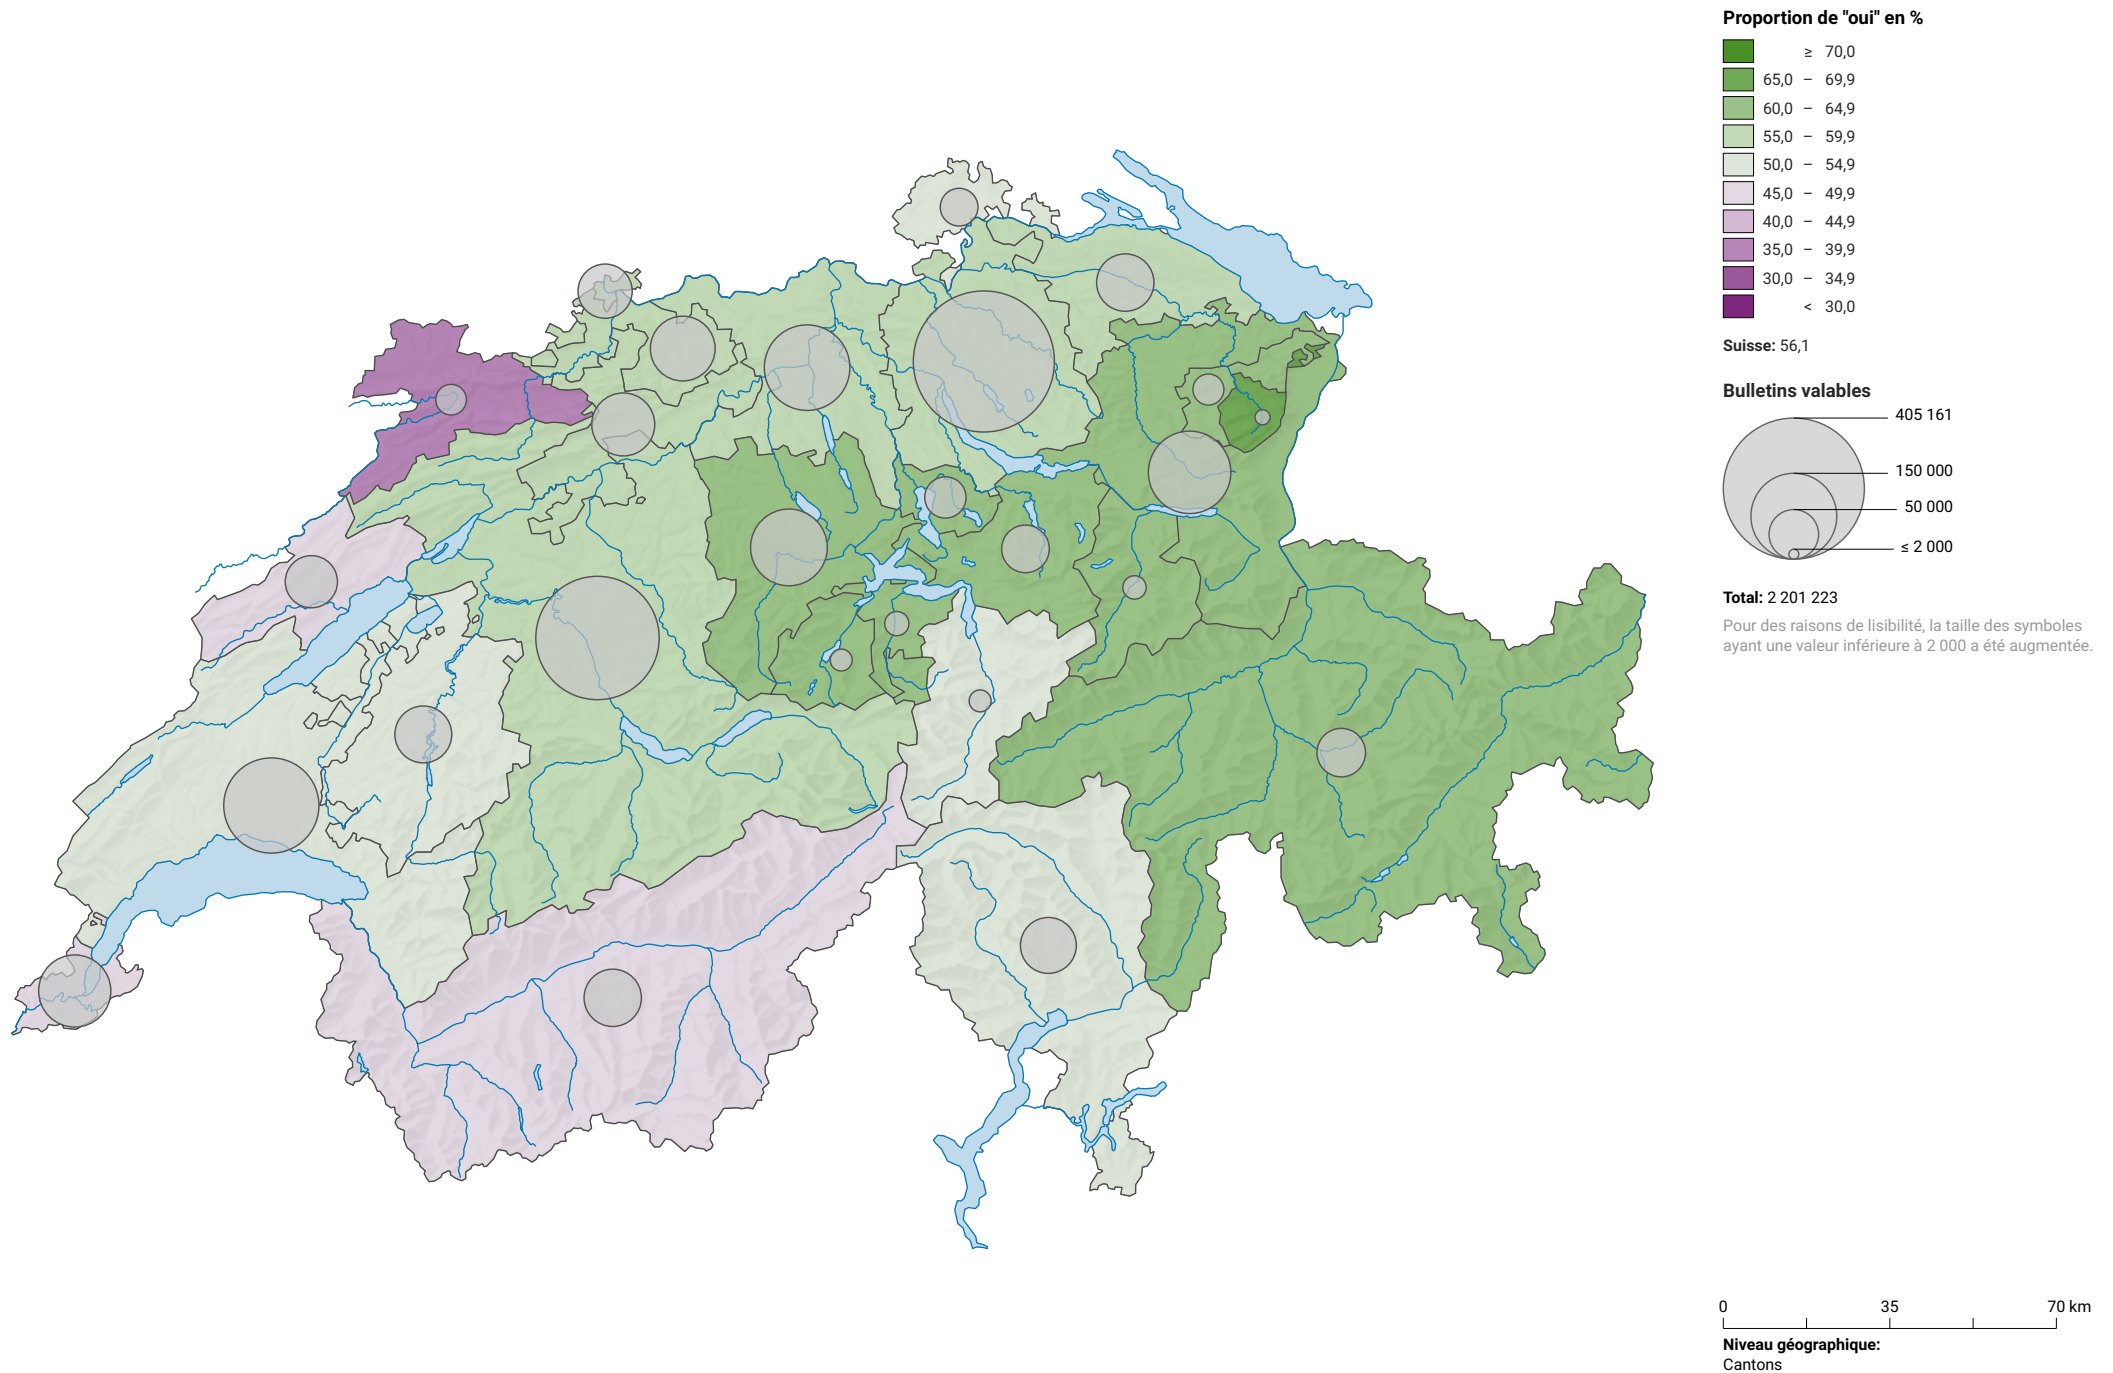 Proportion de "oui" en %
≥ 70,0
65,0 – 69,9
60,0 – 64,9
55,0 – 59,9
50,0 – 54,9
45,0 – 49,9
40,0 – 44,9
35,0 – 39,9
30,0 – 34,9
< 30,0
Suisse: 56,1
Bulletins valables
405 161
150 000
50 000
≤ 2 000
Total: 2 201 223
Pour des raisons de lisibilité, la taille des symboles
ayant une valeur inférieure à 2 000 a été augmentée.
0 35 70 km
Niveau géographique:
Cantons